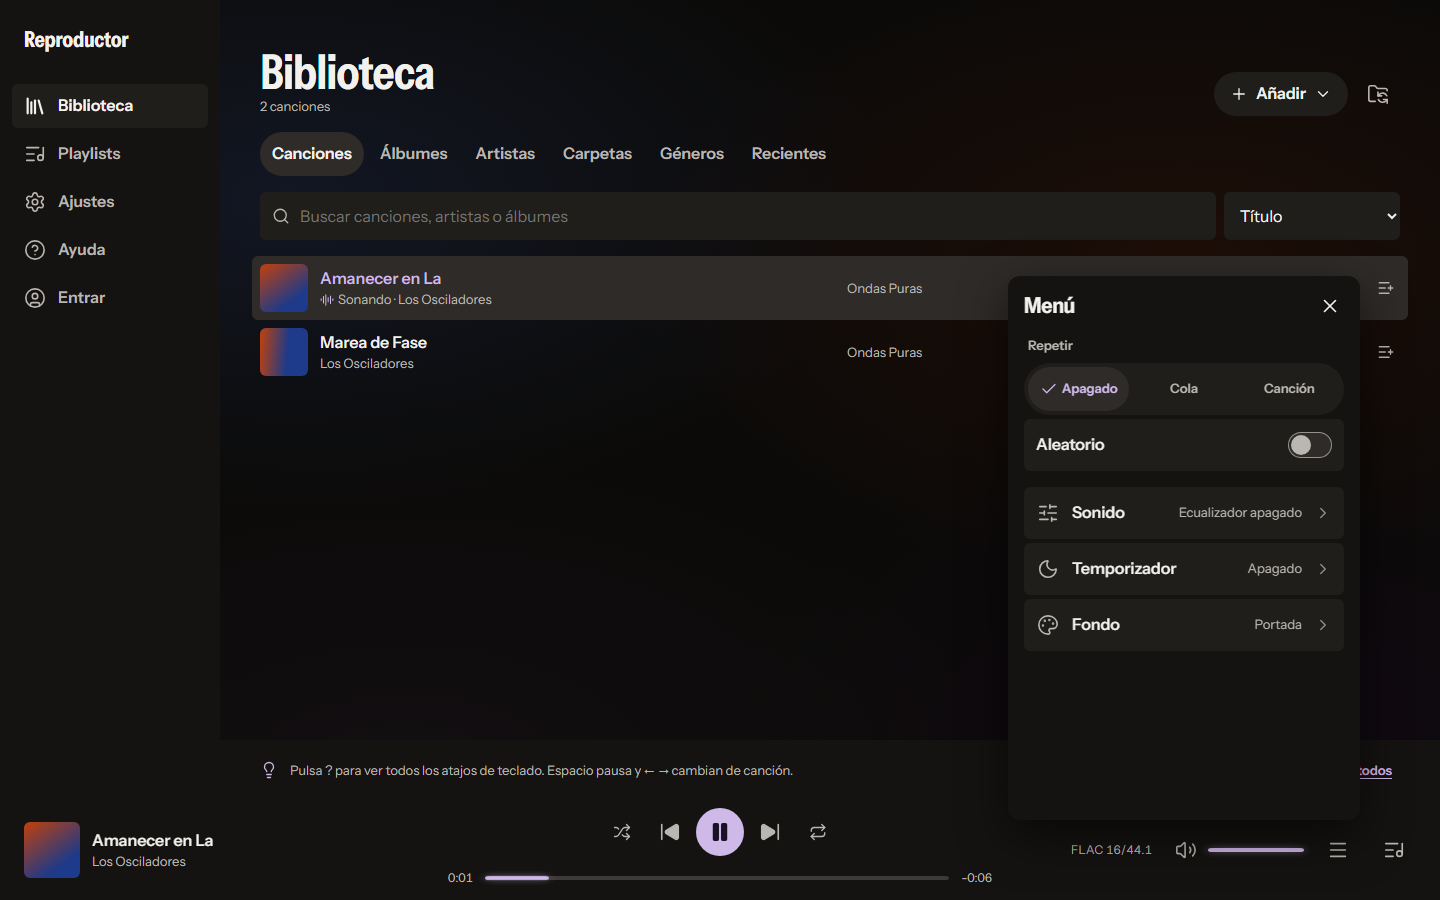 Reproductor
Biblioteca
Playlists
Ajustes
Ayuda
Entrar
Biblioteca
2 canciones
Añadir
Canciones
Álbumes
Artistas
Carpetas
Géneros
Recientes
Buscar canciones, artistas o álbumes
Título
Amanecer en La
Sonando · Los Osciladores
Ondas Puras
Marea de Fase
Los Osciladores
Ondas Puras
Menú
Repetir
Apagado
Cola
Canción
Aleatorio
Sonido
Ecualizador apagado
Temporizador
Apagado
Fondo
Portada
Pulsa ? para ver todos los atajos de teclado. Espacio pausa y ← → cambian de canción.
todos
Amanecer en La
Los Osciladores
0:01
-0:06
FLAC 16/44.1